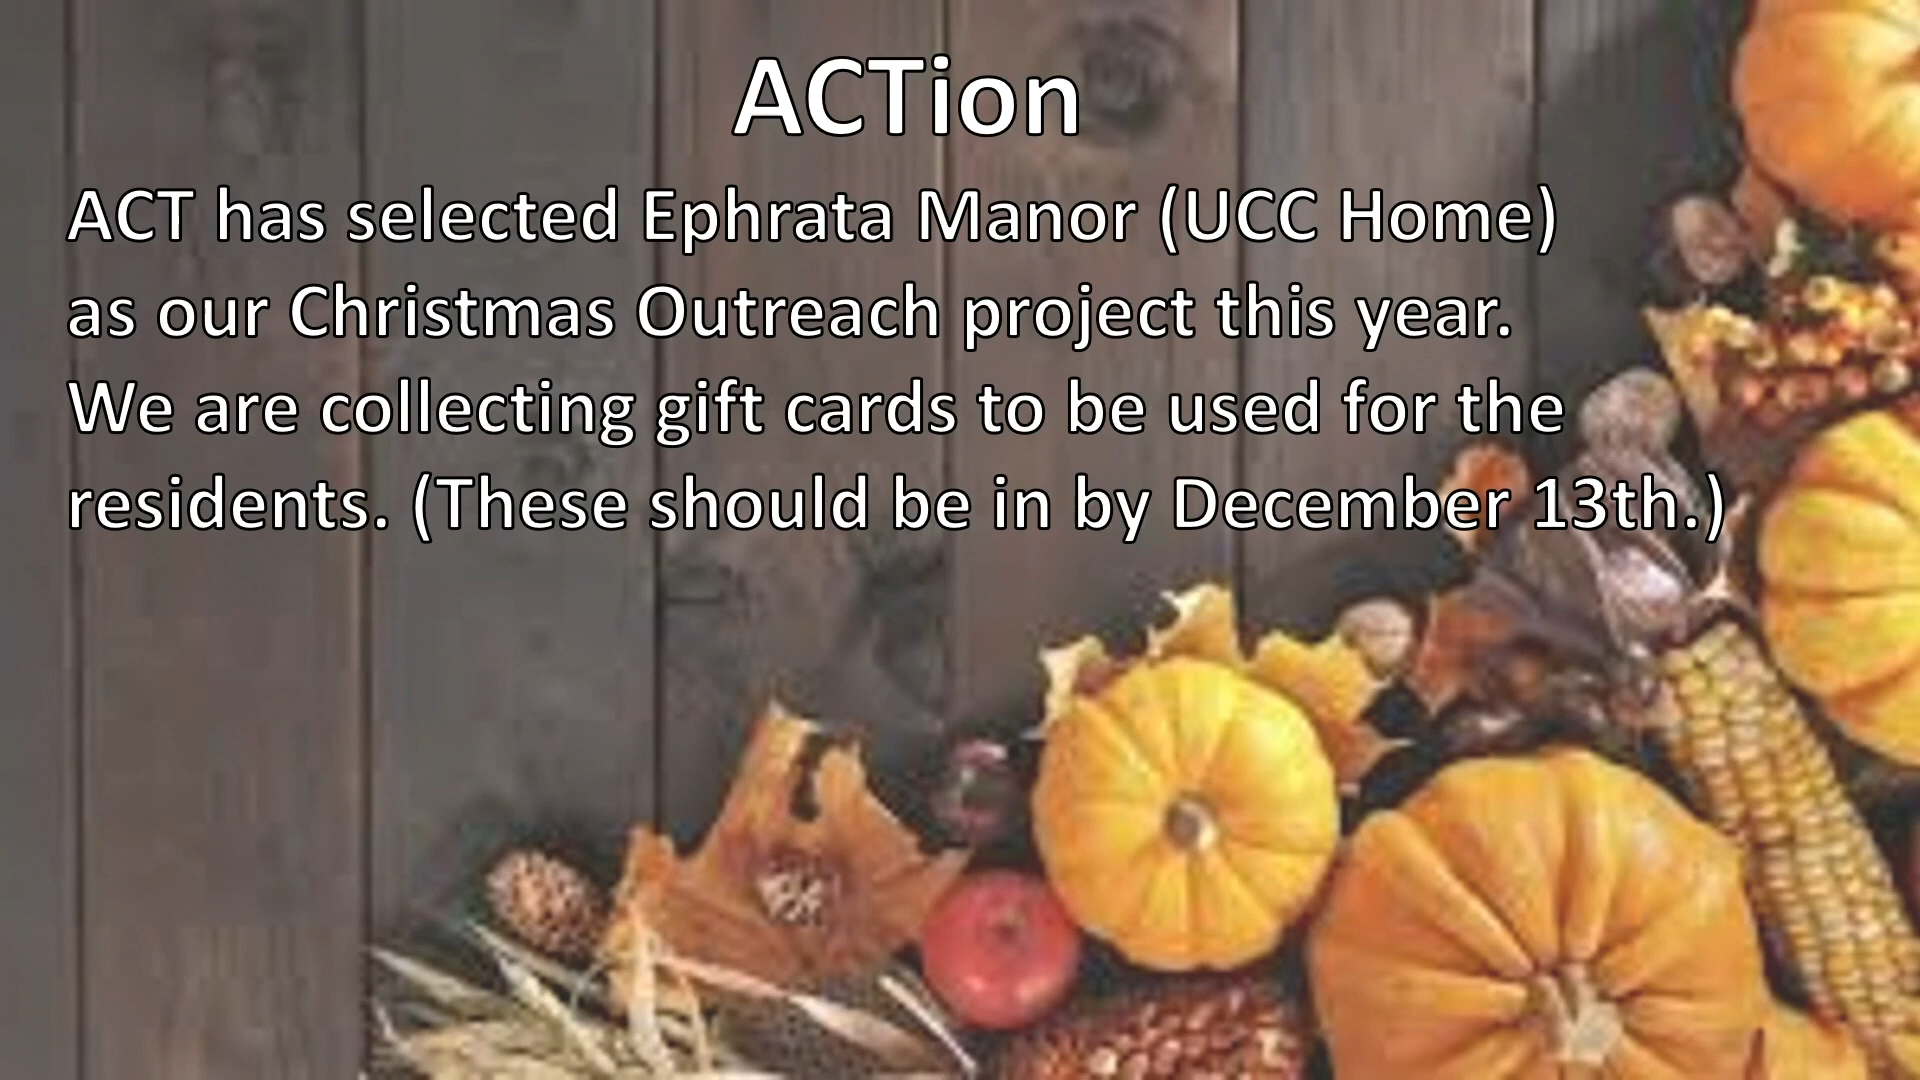 ACTion
ACT has selected Ephrata Manor (UCC Home)
as our Christmas Outreach project this year.
We are collecting gift cards to be used for the
residents. (These should be in by December 13th.)